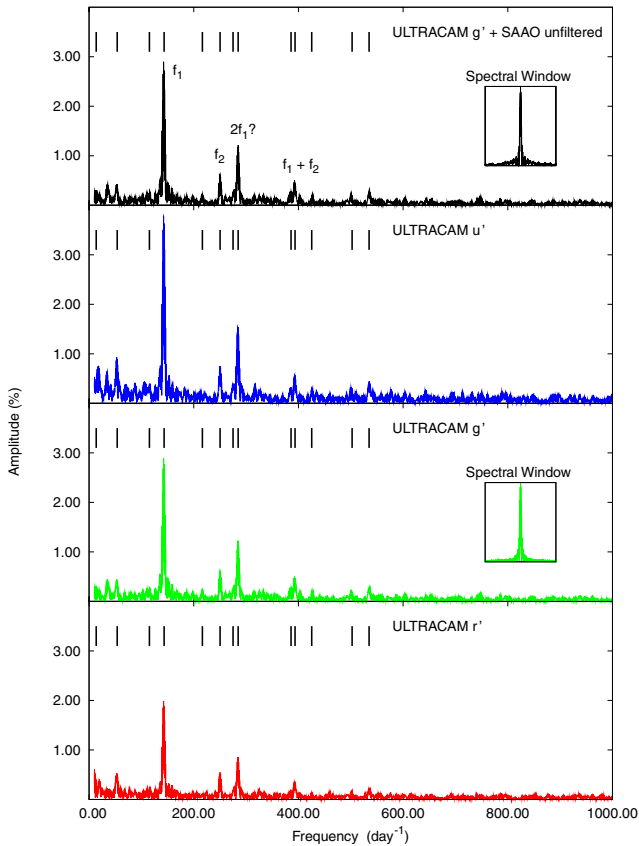 ULTRACAM g' + SAAO unfiltered
3.00
f1
Spectral Window
2.00
2f1?
1.00
f2
f1 + f2
ULTRACAM u'
3.00
2.00
1.00
Amplitude (%)
ULTRACAM g'
3.00
Spectral Window
2.00
1.00
ULTRACAM r'
3.00
2.00
1.00
0.00 200.00 400.00 600.00 800.00 1000.00
Frequency (day-1)